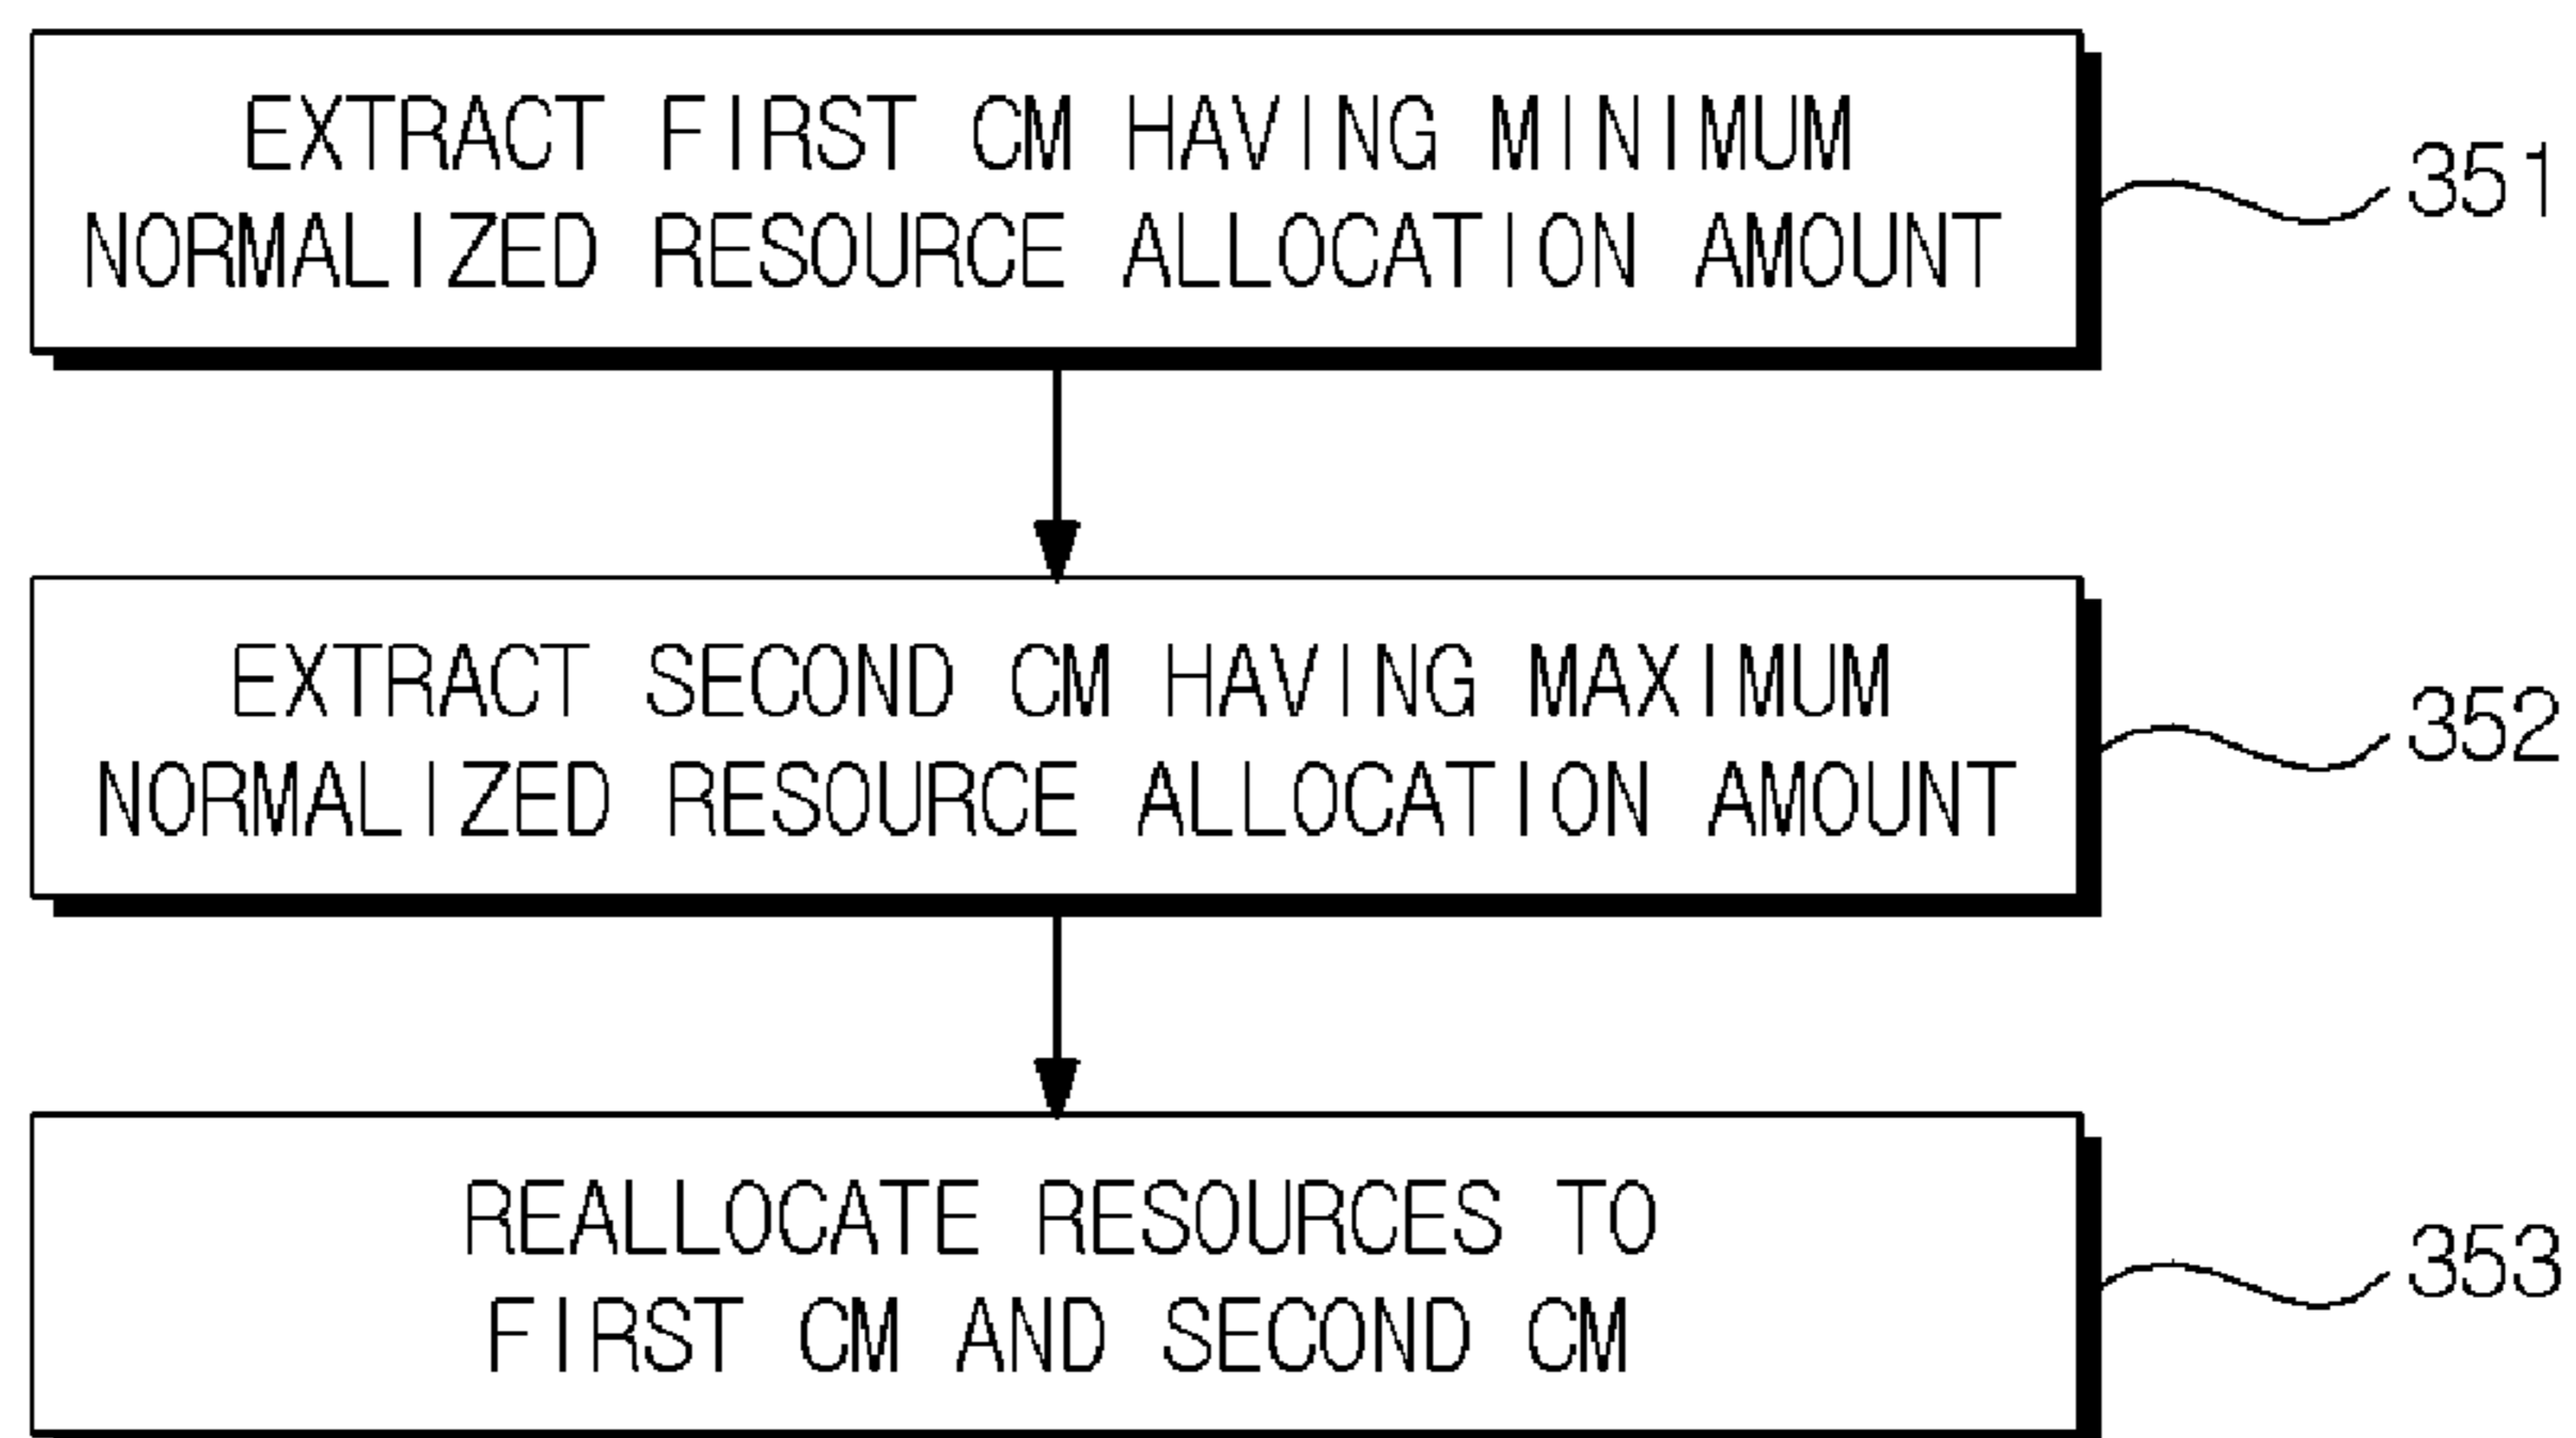 EXTRACT FIRST CM HAVING MINIMUM
NORMALIZED RESOURCE ALLOCATION AMOUNT
351
EXTRACT SECOND CM HAVING MAXIMUM
NORMALIZED RESOURCE ALLOCATION AMOUNT
352
REALLOCATE RESOURCES TO
FIRST CM AND SECOND CM
353